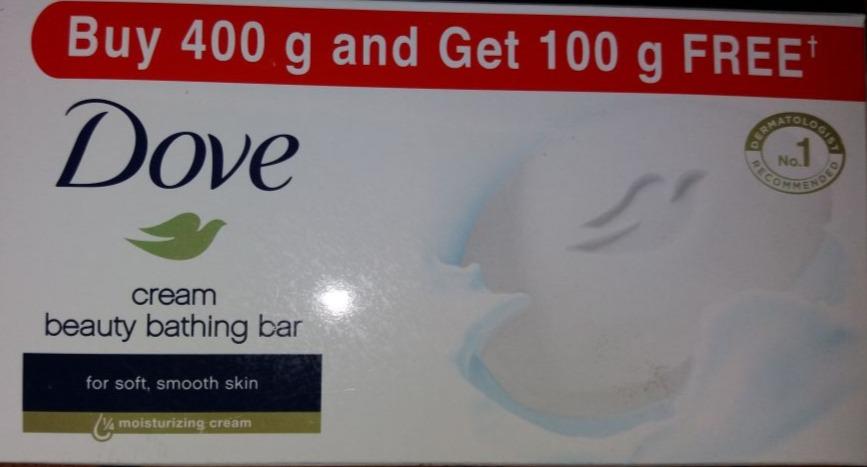 Buy 400 g and Get 100 g FREE†
Dove
DERMATOLOGIST
No.1
RECOMMENDED
cream
beauty bathing bar
for soft, smooth skin
¼ moisturizing cream